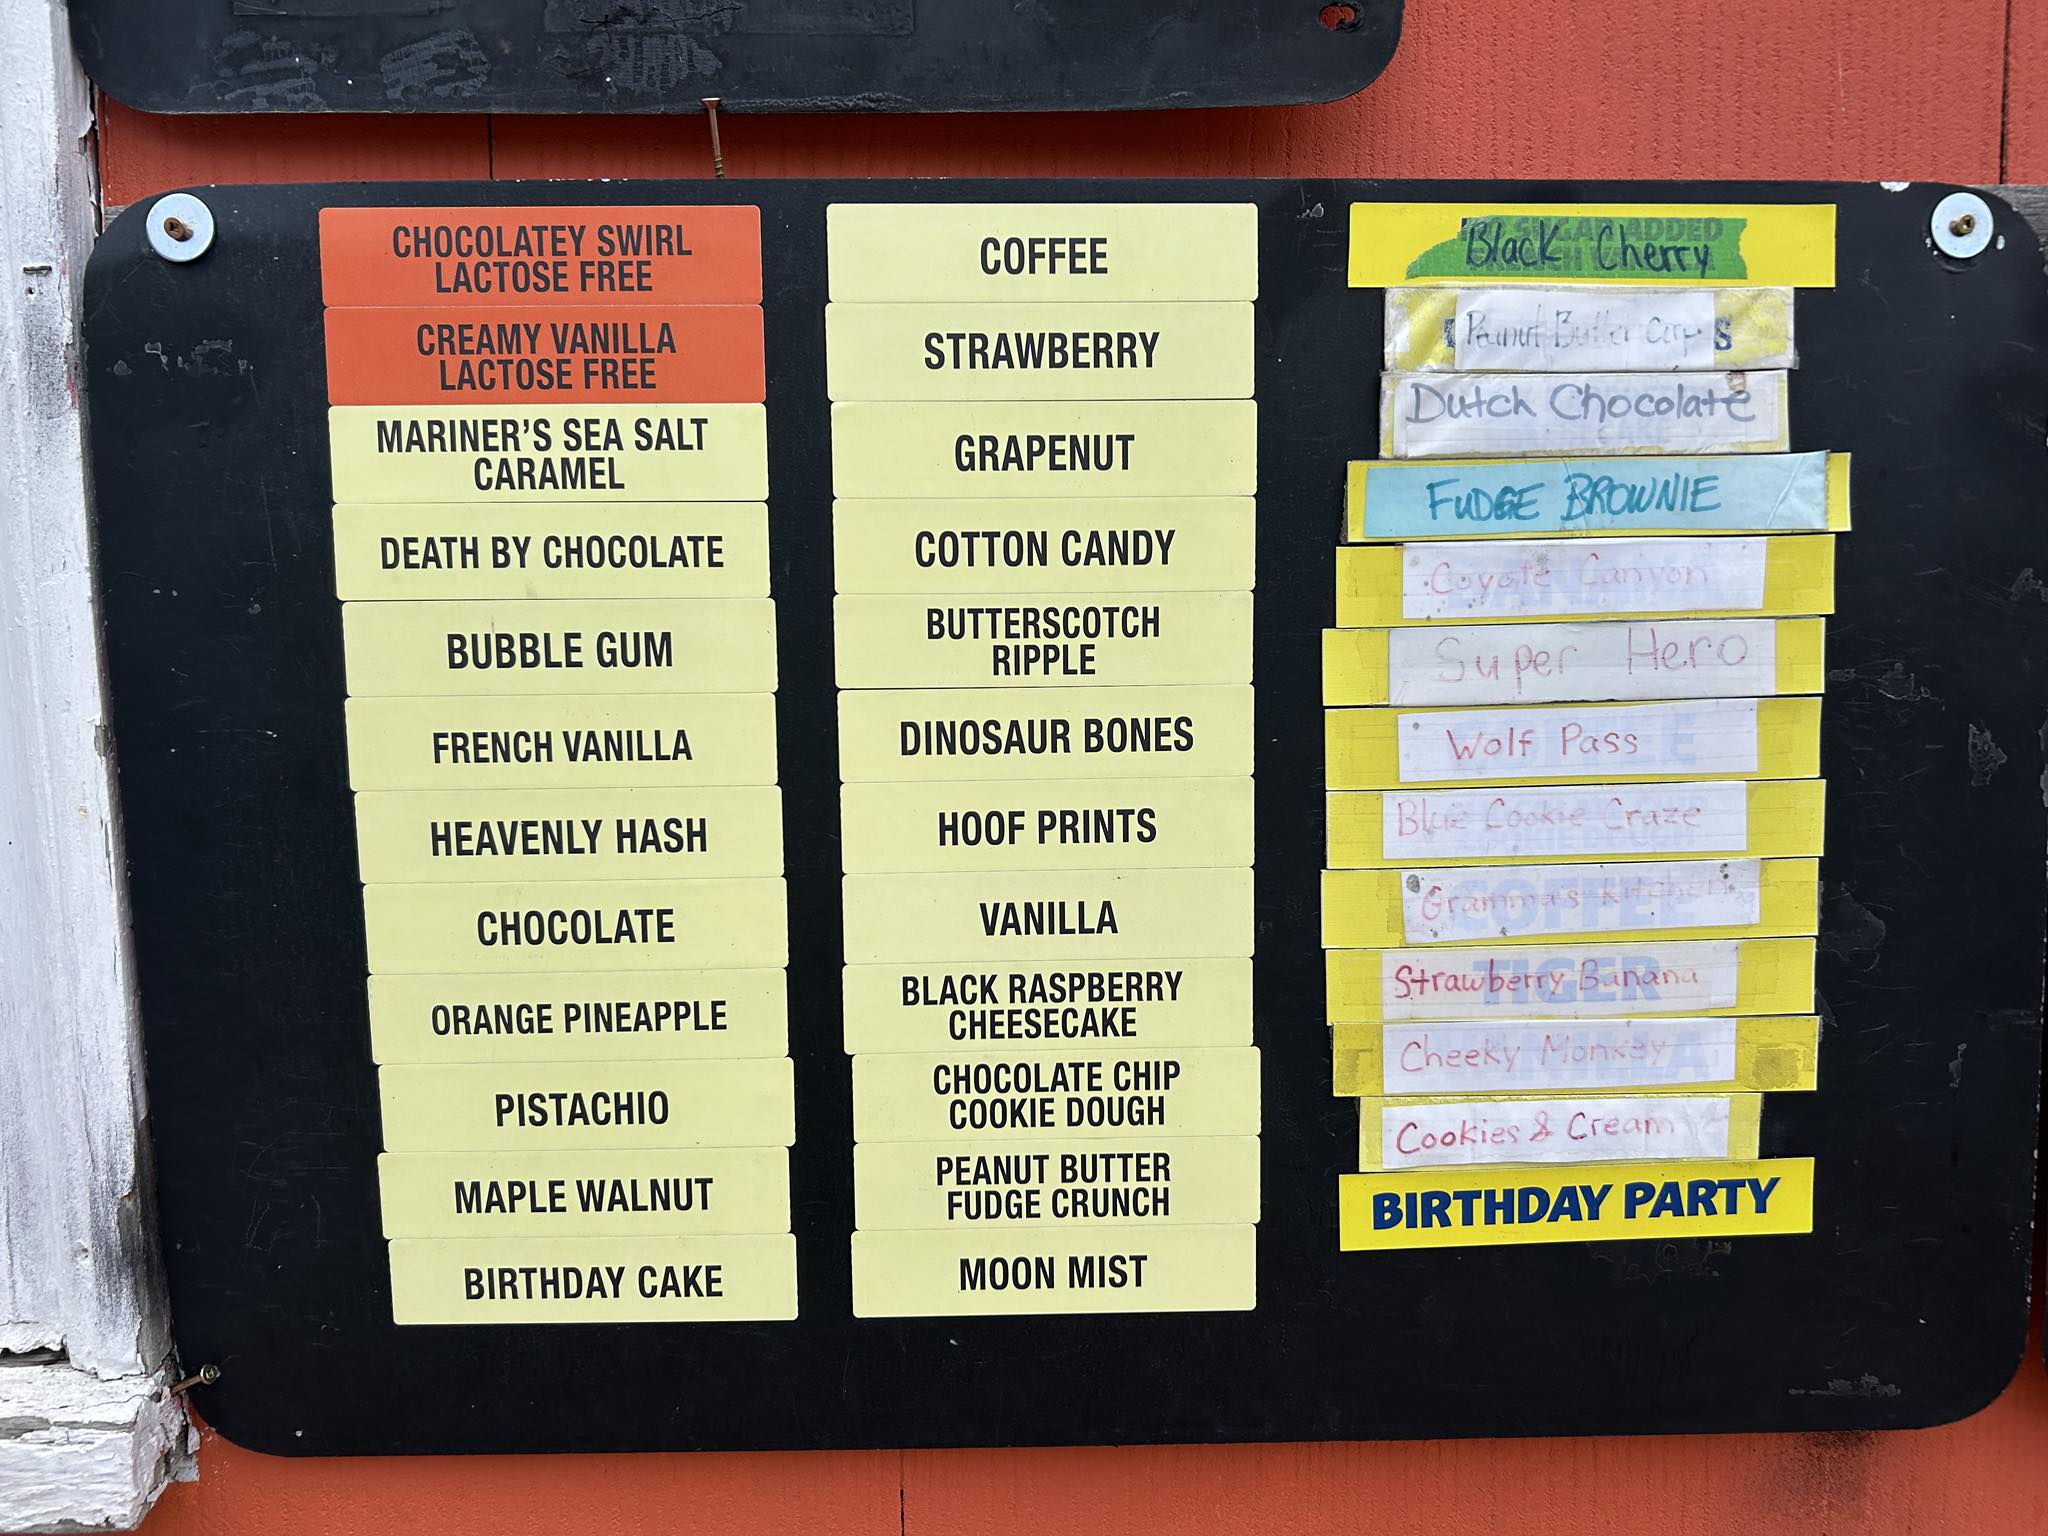 CHOCOLATEY SWIRL
LACTOSE FREE
CREAMY VANILLA
LACTOSE FREE
MARINER'S SEA SALT
CARAMEL
DEATH BY CHOCOLATE
BUBBLE GUM
FRENCH VANILLA
HEAVENLY HASH
CHOCOLATE
ORANGE PINEAPPLE
PISTACHIO
MAPLE WALNUT
BIRTHDAY CAKE
COFFEE
STRAWBERRY
GRAPENUT
COTTON CANDY
BUTTERSCOTCH
RIPPLE
DINOSAUR BONES
HOOF PRINTS
VANILLA
BLACK RASPBERRY
CHEESECAKE
CHOCOLATE CHIP
COOKIE DOUGH
PEANUT BUTTER
FUDGE CRUNCH
MOON MIST
Black Cherry
Peanut Butter Cup
Dutch Chocolate
FUDGE BROWNIE
Coyote Canyon
Super Hero
Wolf Pass
Blue Cookie Craze
Gramma's Kitchen
Strawberry Banana
Cheeky Monkey
Cookies & Cream
BIRTHDAY PARTY